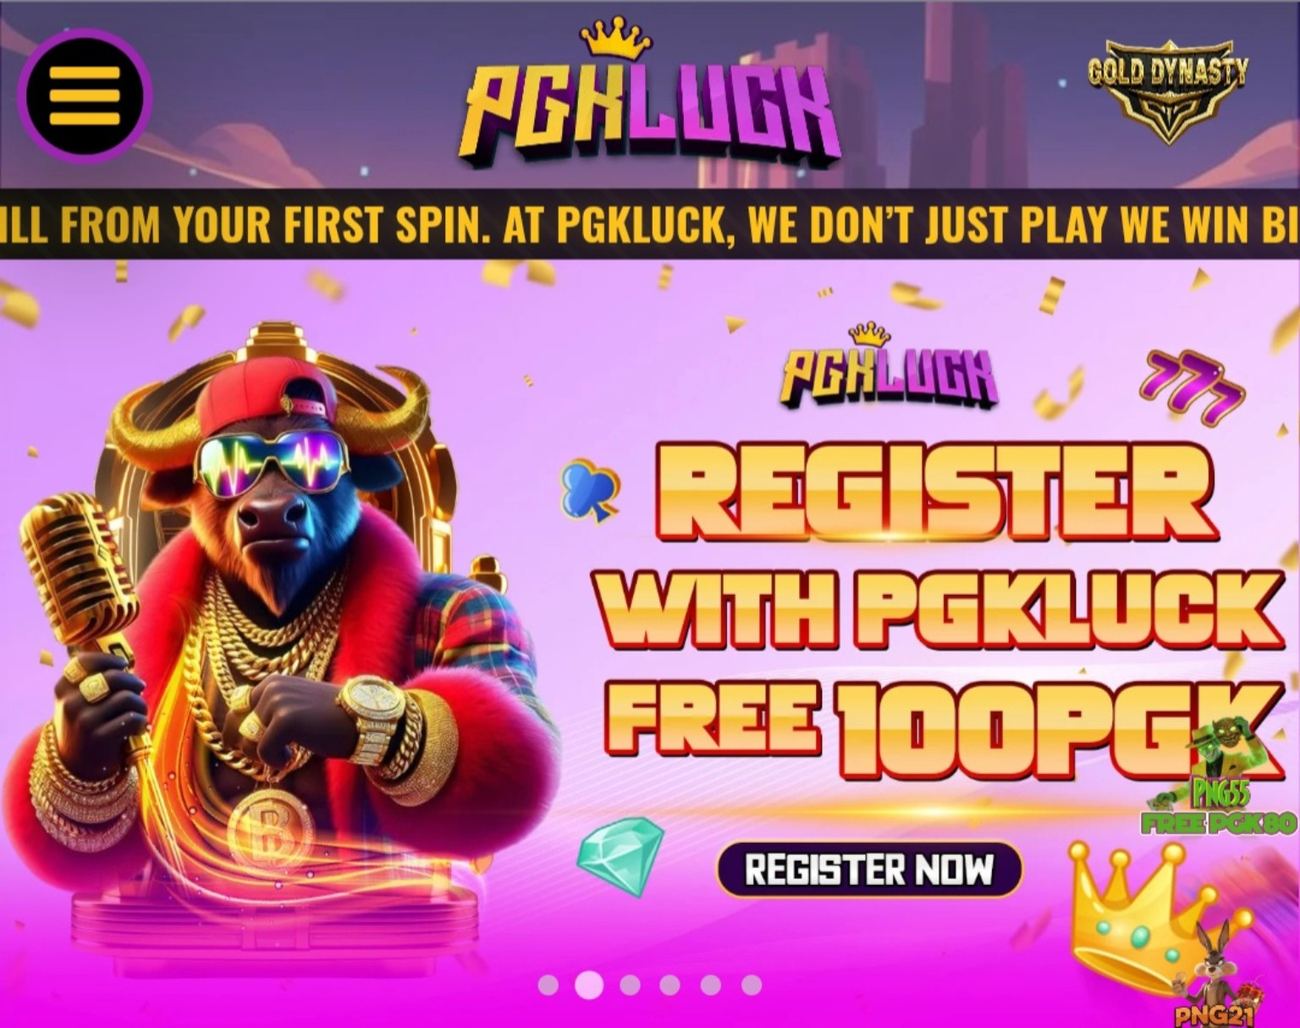 PGKLUCK
GOLD DYNASTY
ILL FROM YOUR FIRST SPIN. AT PGKLUCK, WE DON'T JUST PLAY WE WIN BI
PGKLUCK
777
REGISTER
WITH PGKLUCK
FREE 100PGK
PNG55
FREE PGK80
B
REGISTER NOW
PNG21